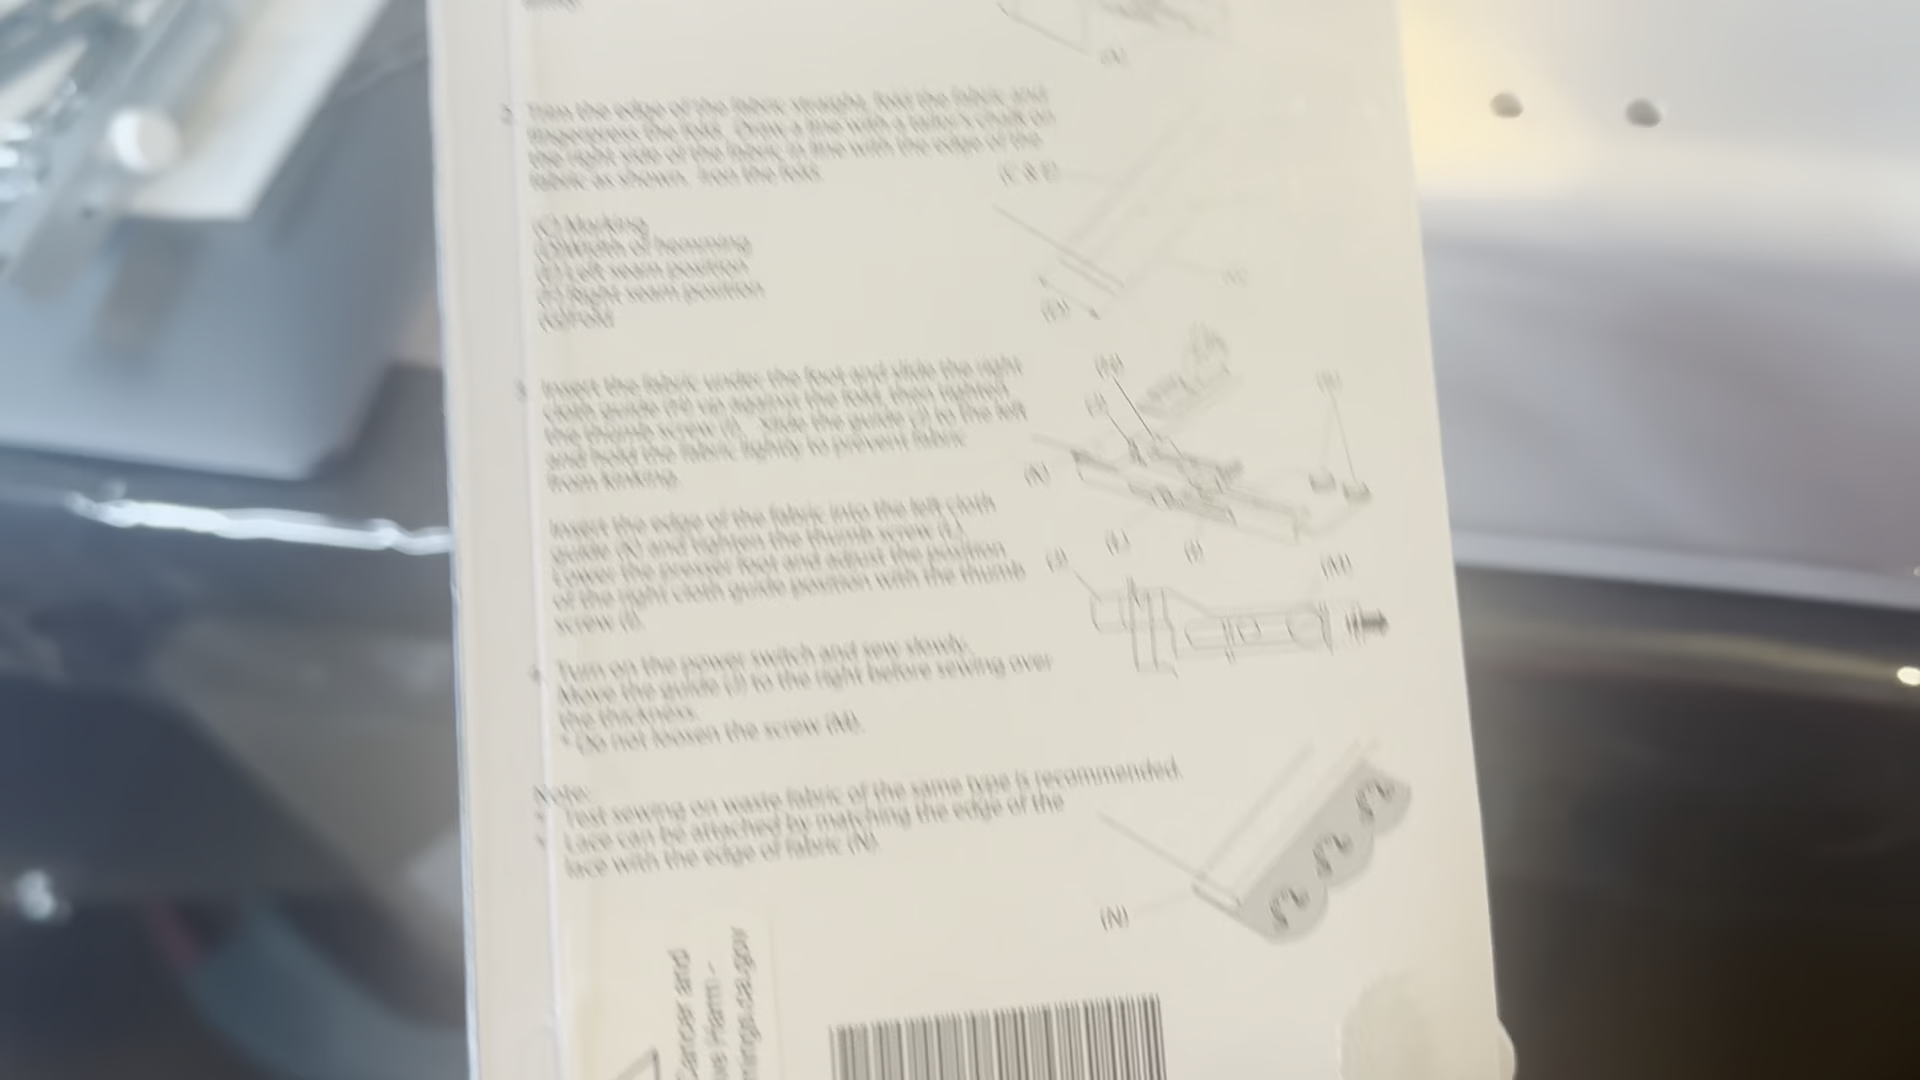 (A)
2. Trim the edge of the fabric straight, fold the fabric and
fingerpress the fold. Draw a line with a tailor's chalk on
the right side of the fabric in line with the edge of the
fabric as shown. Iron the fold.
(C) Marking
(D) Width of hemming
(E) Left seam position
(F) Right seam position
(G) Fold
(D)
3. Insert the fabric under the foot and slide the right
cloth guide (H) up against the fold, then tighten
the thumb screw (I). Slide the guide (J) to the left
and hold the fabric lightly to prevent fabric
from kinking.
Insert the edge of the fabric into the left cloth
guide (K) and tighten the thumb screw (L).
Lower the presser foot and adjust the position
of the right cloth guide position with the thumb
screw (I).
(H)
(J)
(K)
(L)
(I)
(J)
(M)
4. Turn on the power switch and sew slowly.
Move the guide (J) to the right before sewing over
the thickness.
* Do not loosen the screw (M).
Note:
* Test sewing on waste fabric of the same type is recommended.
* Lace can be attached by matching the edge of the
lace with the edge of fabric (N).
(N)
Cancer and
ive Harm -
nings.ca.gov